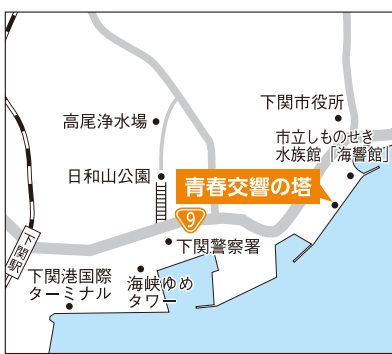 下関市役所
高尾浄水場
市立しものせき
水族館「海響館」
日和山公園
青春交響の塔
9
下関警察署
下関駅
下関港国際
ターミナル
海峡ゆめ
タワー